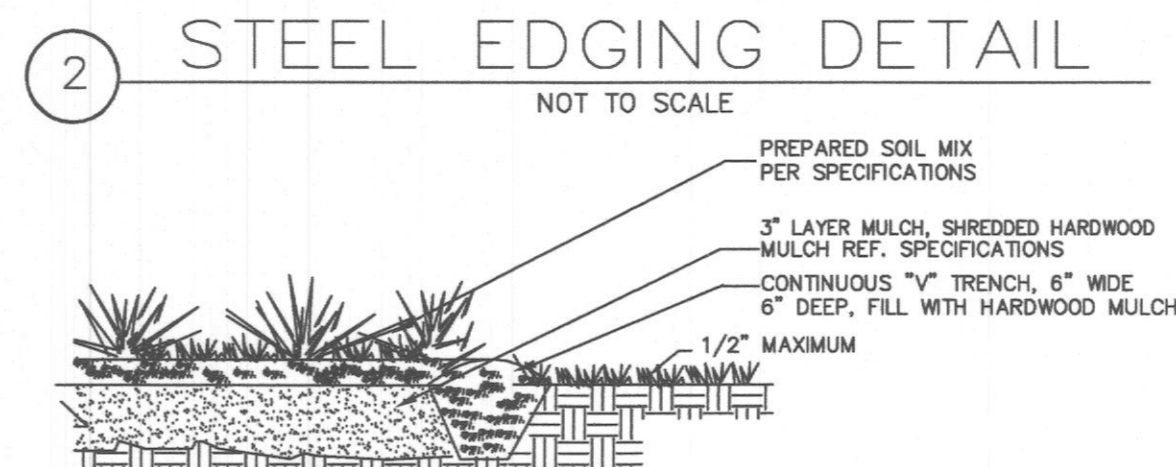 2
STEEL EDGING DETAIL
NOT TO SCALE
PREPARED SOIL MIX
PER SPECIFICATIONS
3" LAYER MULCH, SHREDDED HARDWOOD
MULCH REF. SPECIFICATIONS
CONTINUOUS "V" TRENCH, 6" WIDE
6" DEEP, FILL WITH HARDWOOD MULCH
1/2" MAXIMUM